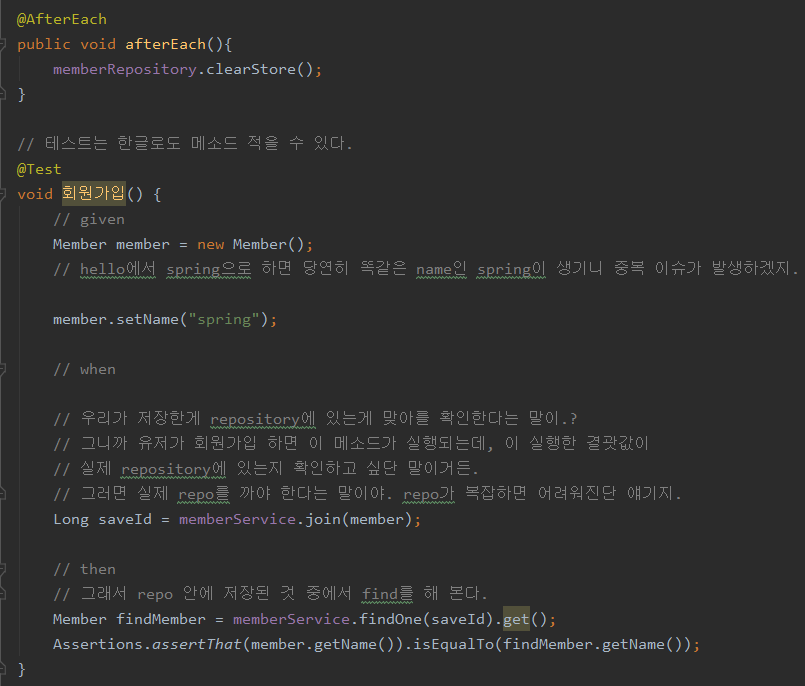 @AfterEach
public void afterEach(){
memberRepository.clearStore();
}
// 테스트는 한글로도 메소드 적을 수 있다.
@Test
void 회원가입() {
// given
Member member = new Member();
// hello에서 spring으로 하면 당연히 똑같은 name인 spring이 생기니 중복 이슈가 발생하겠지.
member.setName("spring");
// when
// 우리가 저장한게 repository에 있는게 맞아를 확인한다는 말이.?
// 그니까 유저가 회원가입 하면 이 메소드가 실행되는데, 이 실행한 결괏값이
// 실제 repository에 있는지 확인하고 싶단 말이거든.
// 그러면 실제 repo를 까야 한다는 말이야. repo가 복잡하면 어려워진단 얘기지.
Long saveId = memberService.join(member);
// then
// 그래서 repo 안에 저장된 것 중에서 find를 해 본다.
Member findMember = memberService.findOne(saveId).get();
Assertions.assertThat(member.getName()).isEqualTo(findMember.getName());
}